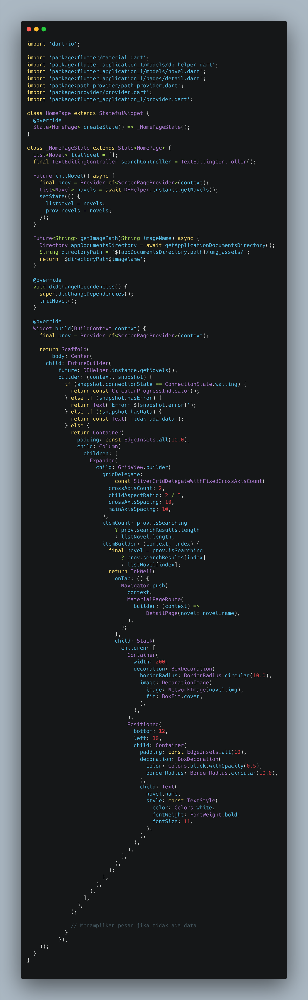 import 'dart:io';

import 'package:flutter/material.dart';
import 'package:flutter_application_1/models/db_helper.dart';
import 'package:flutter_application_1/models/novel.dart';
import 'package:flutter_application_1/pages/detail.dart';
import 'package:path_provider/path_provider.dart';
import 'package:provider/provider.dart';
import 'package:flutter_application_1/provider.dart';

class HomePage extends StatefulWidget {
  @override
  State<HomePage> createState() => _HomePageState();
}

class _HomePageState extends State<HomePage> {
  List<Novel> listNovel = [];
  final TextEditingController searchController = TextEditingController();

  Future initNovel() async {
    final prov = Provider.of<ScreenPageProvider>(context);
    List<Novel> novels = await DBHelper.instance.getNovels();
    setState(() {
      listNovel = novels;
      prov.novels = novels;
    });
  }

  Future<String> getImagePath(String imageName) async {
    Directory appDocumentsDirectory = await getApplicationDocumentsDirectory();
    String directoryPath = '${appDocumentsDirectory.path}/img_assets/';
    return '$directoryPath$imageName';
  }

  @override
  void didChangeDependencies() {
    super.didChangeDependencies();
    initNovel();
  }

  @override
  Widget build(BuildContext context) {
    final prov = Provider.of<ScreenPageProvider>(context);

    return Scaffold(
        body: Center(
      child: FutureBuilder(
          future: DBHelper.instance.getNovels(),
          builder: (context, snapshot) {
            if (snapshot.connectionState == ConnectionState.waiting) {
              return const CircularProgressIndicator();
            } else if (snapshot.hasError) {
              return Text('Error: ${snapshot.error}');
            } else if (!snapshot.hasData) {
              return const Text('Tidak ada data');
            } else {
              return Container(
                padding: const EdgeInsets.all(10.0),
                child: Column(
                  children: [
                    Expanded(
                      child: GridView.builder(
                        gridDelegate:
                            const SliverGridDelegateWithFixedCrossAxisCount(
                          crossAxisCount: 2,
                          childAspectRatio: 2 / 3,
                          crossAxisSpacing: 10,
                          mainAxisSpacing: 10,
                        ),
                        itemCount: prov.isSearching
                            ? prov.searchResults.length
                            : listNovel.length,
                        itemBuilder: (context, index) {
                          final novel = prov.isSearching
                              ? prov.searchResults[index]
                              : listNovel[index];
                          return InkWell(
                            onTap: () {
                              Navigator.push(
                                context,
                                MaterialPageRoute(
                                  builder: (context) =>
                                      DetailPage(novel: novel.name),
                                ),
                              );
                            },
                            child: Stack(
                              children: [
                                Container(
                                  width: 200,
                                  decoration: BoxDecoration(
                                    borderRadius: BorderRadius.circular(10.0),
                                    image: DecorationImage(
                                      image: NetworkImage(novel.img),
                                      fit: BoxFit.cover,
                                    ),
                                  ),
                                ),
                                Positioned(
                                  bottom: 12,
                                  left: 10,
                                  child: Container(
                                    padding: const EdgeInsets.all(10),
                                    decoration: BoxDecoration(
                                      color: Colors.black.withOpacity(0.5),
                                      borderRadius: BorderRadius.circular(10.0),
                                    ),
                                    child: Text(
                                      novel.name,
                                      style: const TextStyle(
                                        color: Colors.white,
                                        fontWeight: FontWeight.bold,
                                        fontSize: 11,
                                      ),
                                    ),
                                  ),
                                ),
                              ],
                            ),
                          );
                        },
                      ),
                    ),
                  ],
                ),
              );

              // Menampilkan pesan jika tidak ada data.
            }
          }),
    ));
  }
}